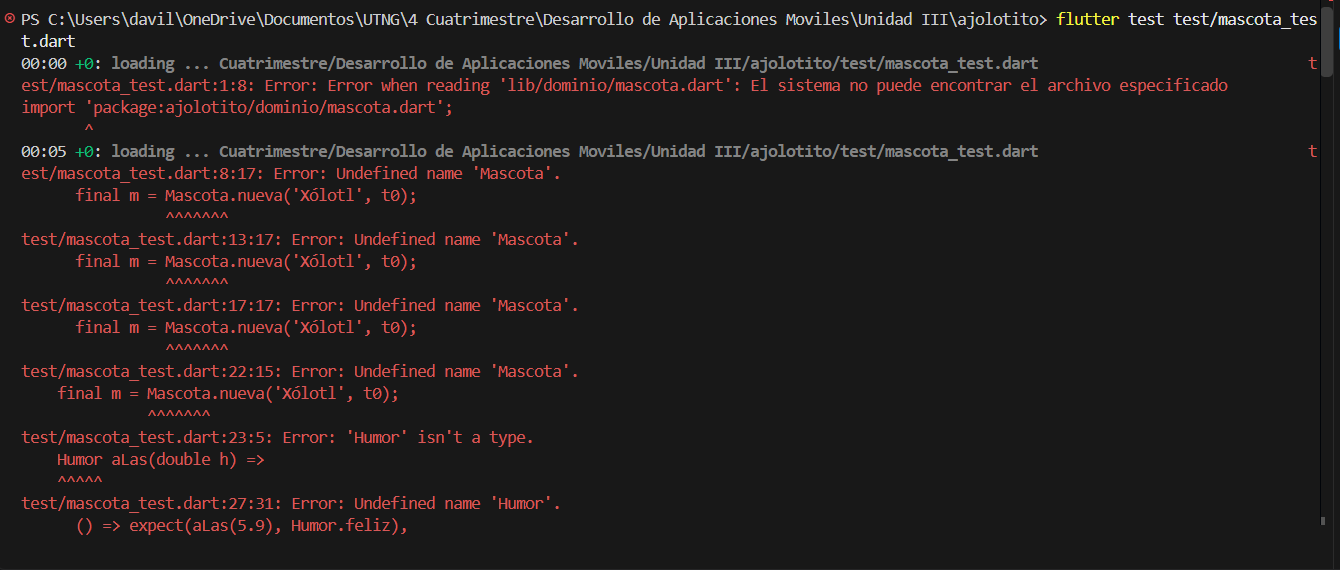 PS C:\Users\davil\OneDrive\Documentos\UTNG\4 Cuatrimestre\Desarrollo de Aplicaciones Moviles\Unidad III\ajolotito> flutter test test/mascota_tes
t.dart
00:00 +0: loading ... Cuatrimestre/Desarrollo de Aplicaciones Moviles/Unidad III/ajolotito/test/mascota_test.dart t
est/mascota_test.dart:1:8: Error: Error when reading 'lib/dominio/mascota.dart': El sistema no puede encontrar el archivo especificado
import 'package:ajolotito/dominio/mascota.dart';
^
00:05 +0: loading ... Cuatrimestre/Desarrollo de Aplicaciones Moviles/Unidad III/ajolotito/test/mascota_test.dart t
est/mascota_test.dart:8:17: Error: Undefined name 'Mascota'.
final m = Mascota.nueva('Xólotl', t0);
^^^^^^^
test/mascota_test.dart:13:17: Error: Undefined name 'Mascota'.
final m = Mascota.nueva('Xólotl', t0);
^^^^^^^
test/mascota_test.dart:17:17: Error: Undefined name 'Mascota'.
final m = Mascota.nueva('Xólotl', t0);
^^^^^^^
test/mascota_test.dart:22:15: Error: Undefined name 'Mascota'.
final m = Mascota.nueva('Xólotl', t0);
^^^^^^^
test/mascota_test.dart:23:5: Error: 'Humor' isn't a type.
Humor aLas(double h) =>
^^^^^
test/mascota_test.dart:27:31: Error: Undefined name 'Humor'.
() => expect(aLas(5.9), Humor.feliz),